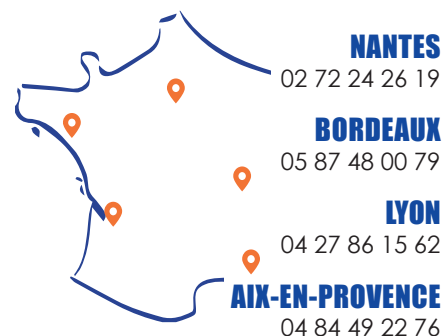 NANTES
02 72 24 26 19
BORDEAUX
05 87 48 00 79
LYON
04 27 86 15 62
AIX-EN-PROVENCE
04 84 49 22 76